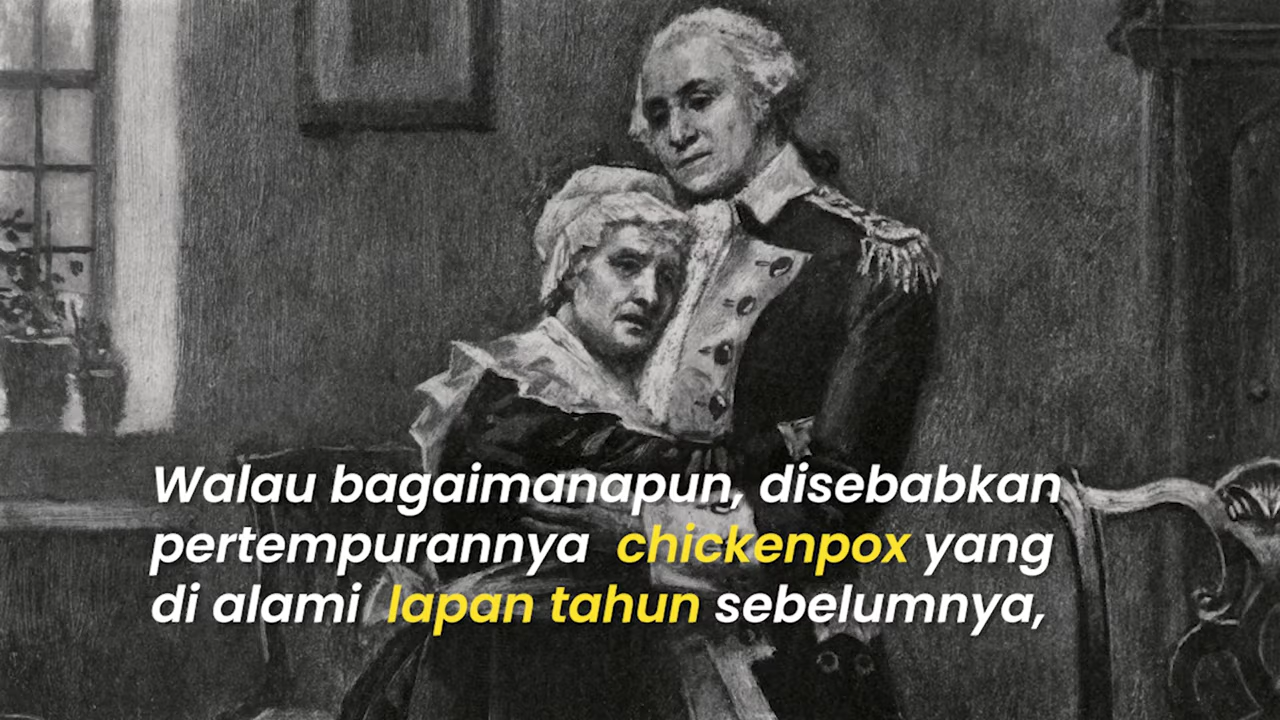 Walau bagaimanapun, disebabkan
pertempurannya chickenpox yang
di alami lapan tahun sebelumnya,